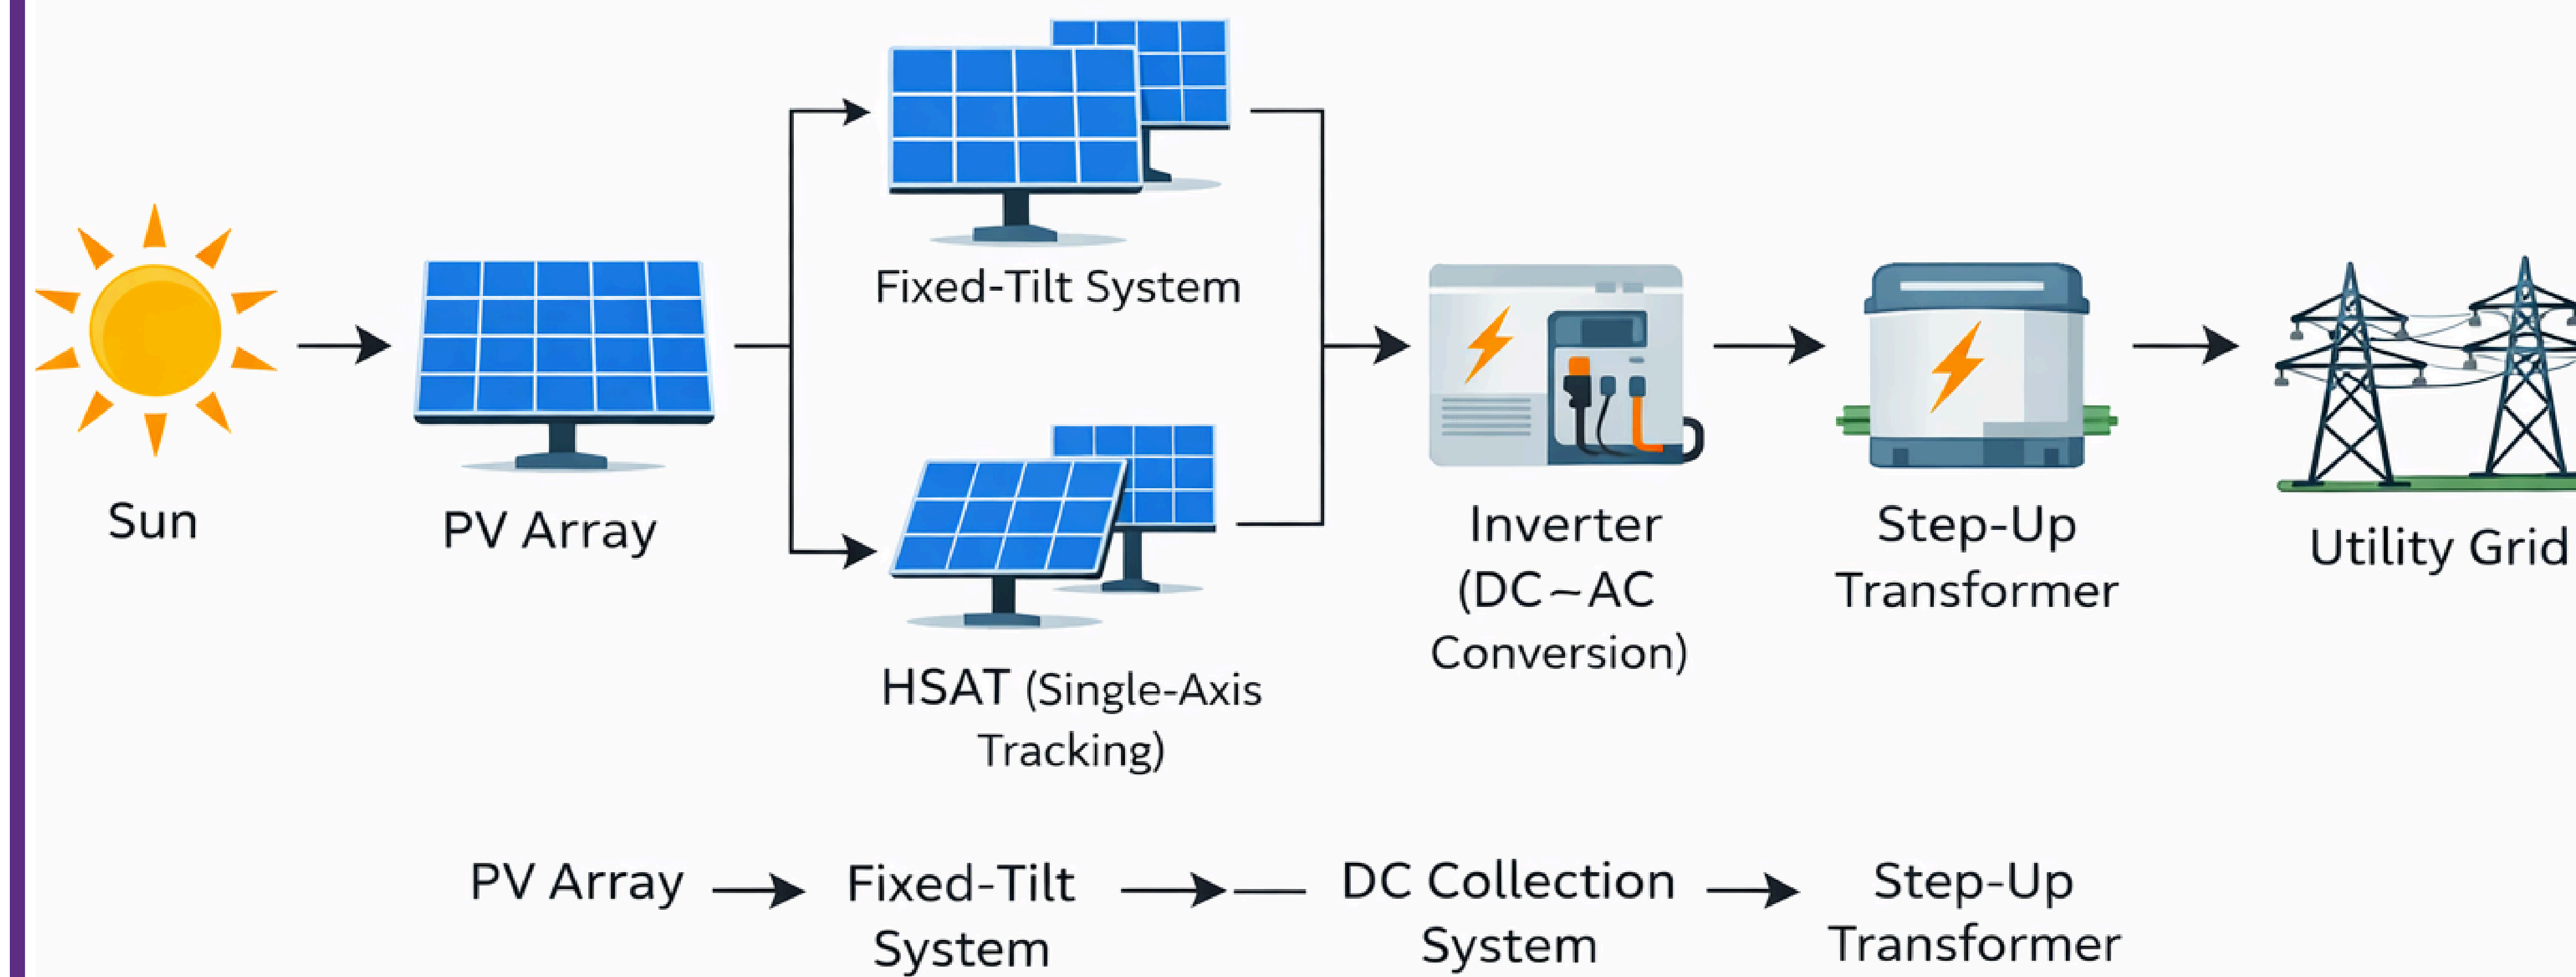 Fixed-Tilt System
Sun
PV Array
Inverter
(DC~AC
Conversion)
Step-Up
Transformer
Utility Grid
HSAT (Single-Axis
Tracking)
PV Array
Fixed-Tilt
System
DC Collection
System
Step-Up
Transformer